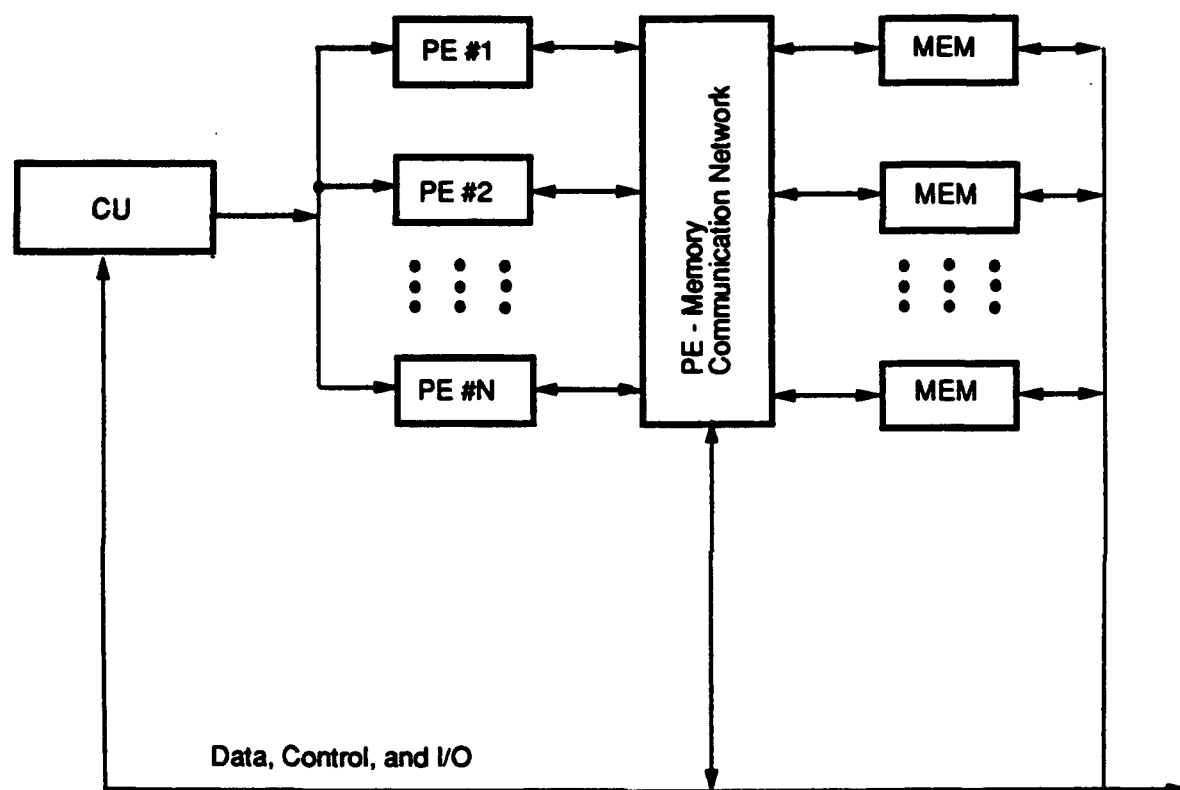 PE #1
MEM
CU
PE #2
MEM
PE - Memory
Communication Network
PE #N
MEM
Data, Control, and I/O